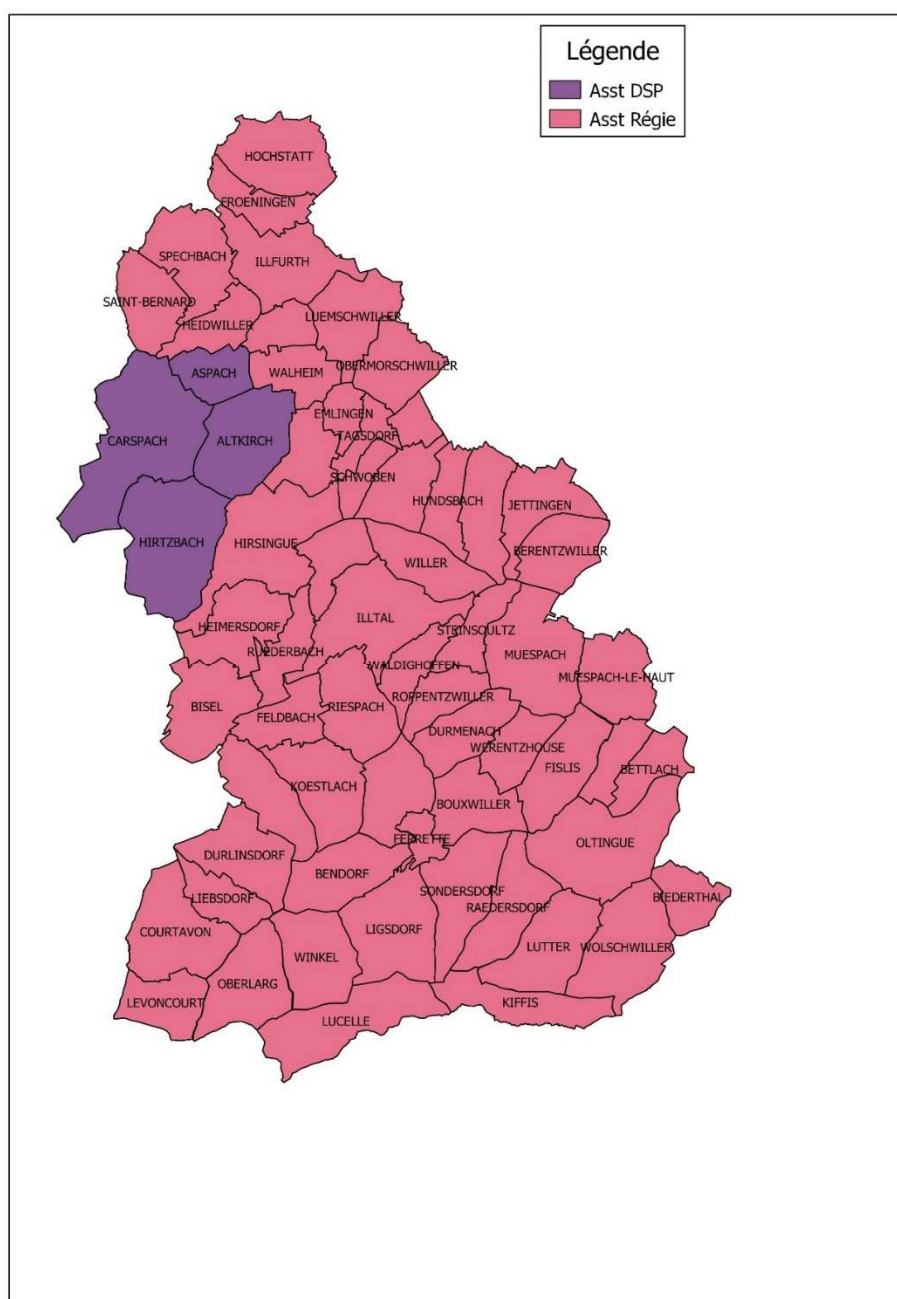 Légende
Asst DSP
Asst Régie
HOCHSTATT
FROENINGEN
SPECHBACH
ILLFURTH
SAINT-BERNARD
LUEMSCHWILLER
HEIDWILLER
OBERMORSCHWILLER
ASPACH
WALHEIM
EMLINGEN
TAGSDORF
CARSPACH
ALTKIRCH
SCHWOBEN
HUNDSBACH
JETTINGEN
HIRTZBACH
HIRSINGUE
BERENTZWILLER
WILLER
ILLTAL
HEIMERSDORF
STEINSOULTZ
RUEDERBACH
MUESPACH
WALDIGHOFFEN
MUESPACH-LE-HAUT
ROPPENTZWILLER
BISEL
RIESPACH
FELDBACH
DURMENACH
WERENTZHOUSE
FISLIS
BETTLACH
KOESTLACH
BOUXWILLER
FERRETTE
OLTINGUE
DURLINSDORF
BENDORF
SONDERSDORF
BIEDERTHAL
LIEBSDORF
RAEDERSDORF
COURTAVON
LIGSDORF
LUTTER
WOLSCHWILLER
WINKEL
OBERLARG
LEVONCOURT
KIFFIS
LUCELLE